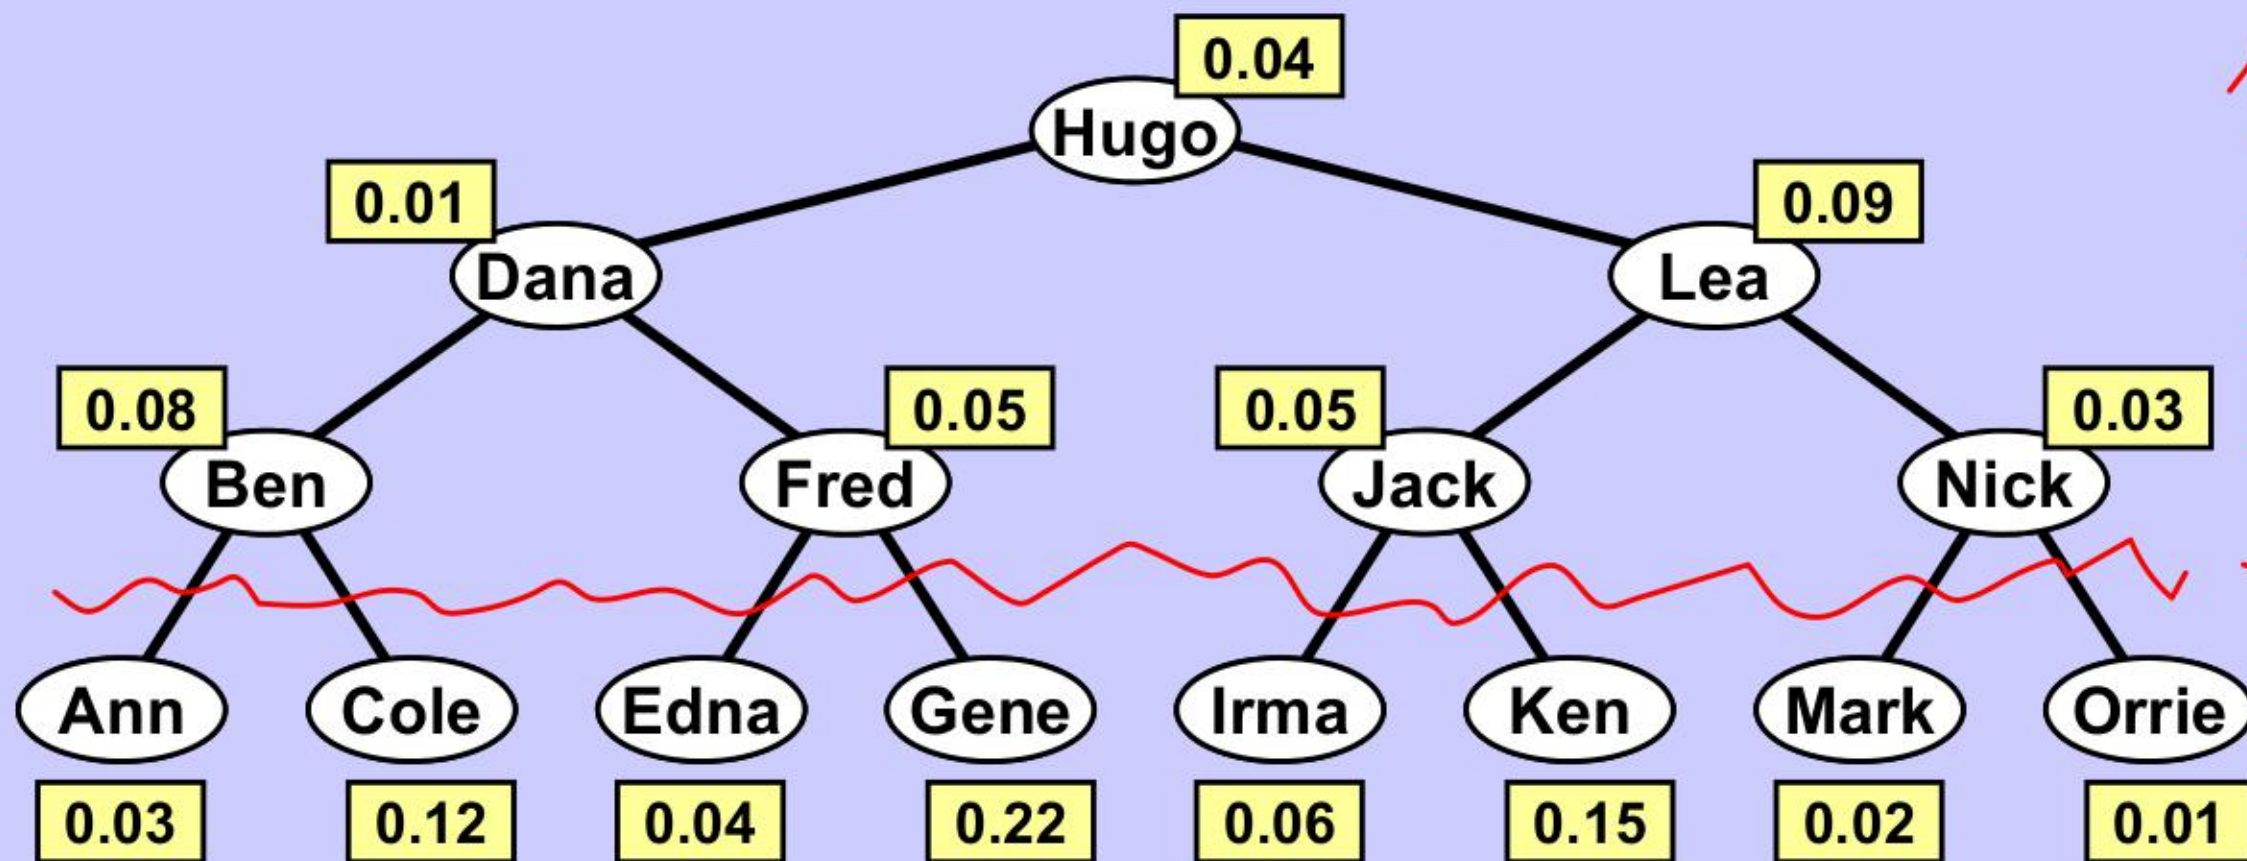 0.04
Hugo
0.01
0.09
Dana
Lea
0.08
0.05
0.05
0.03
Ben
Fred
Jack
Nick
Ann
Cole
Edna
Gene
Irma
Ken
Mark
Orrie
0.03
0.12
0.04
0.22
0.06
0.15
0.02
0.01